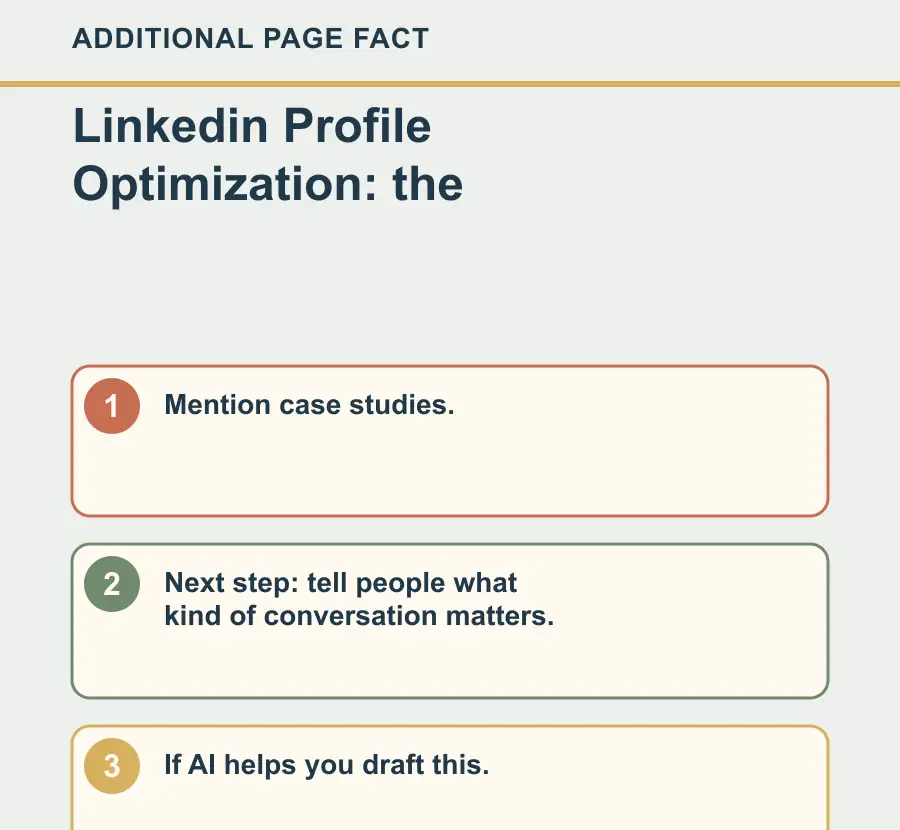 ADDITIONAL PAGE FACT
Linkedin Profile
Optimization: the
1 Mention case studies.
2 Next step: tell people what
kind of conversation matters.
3 If AI helps you draft this.